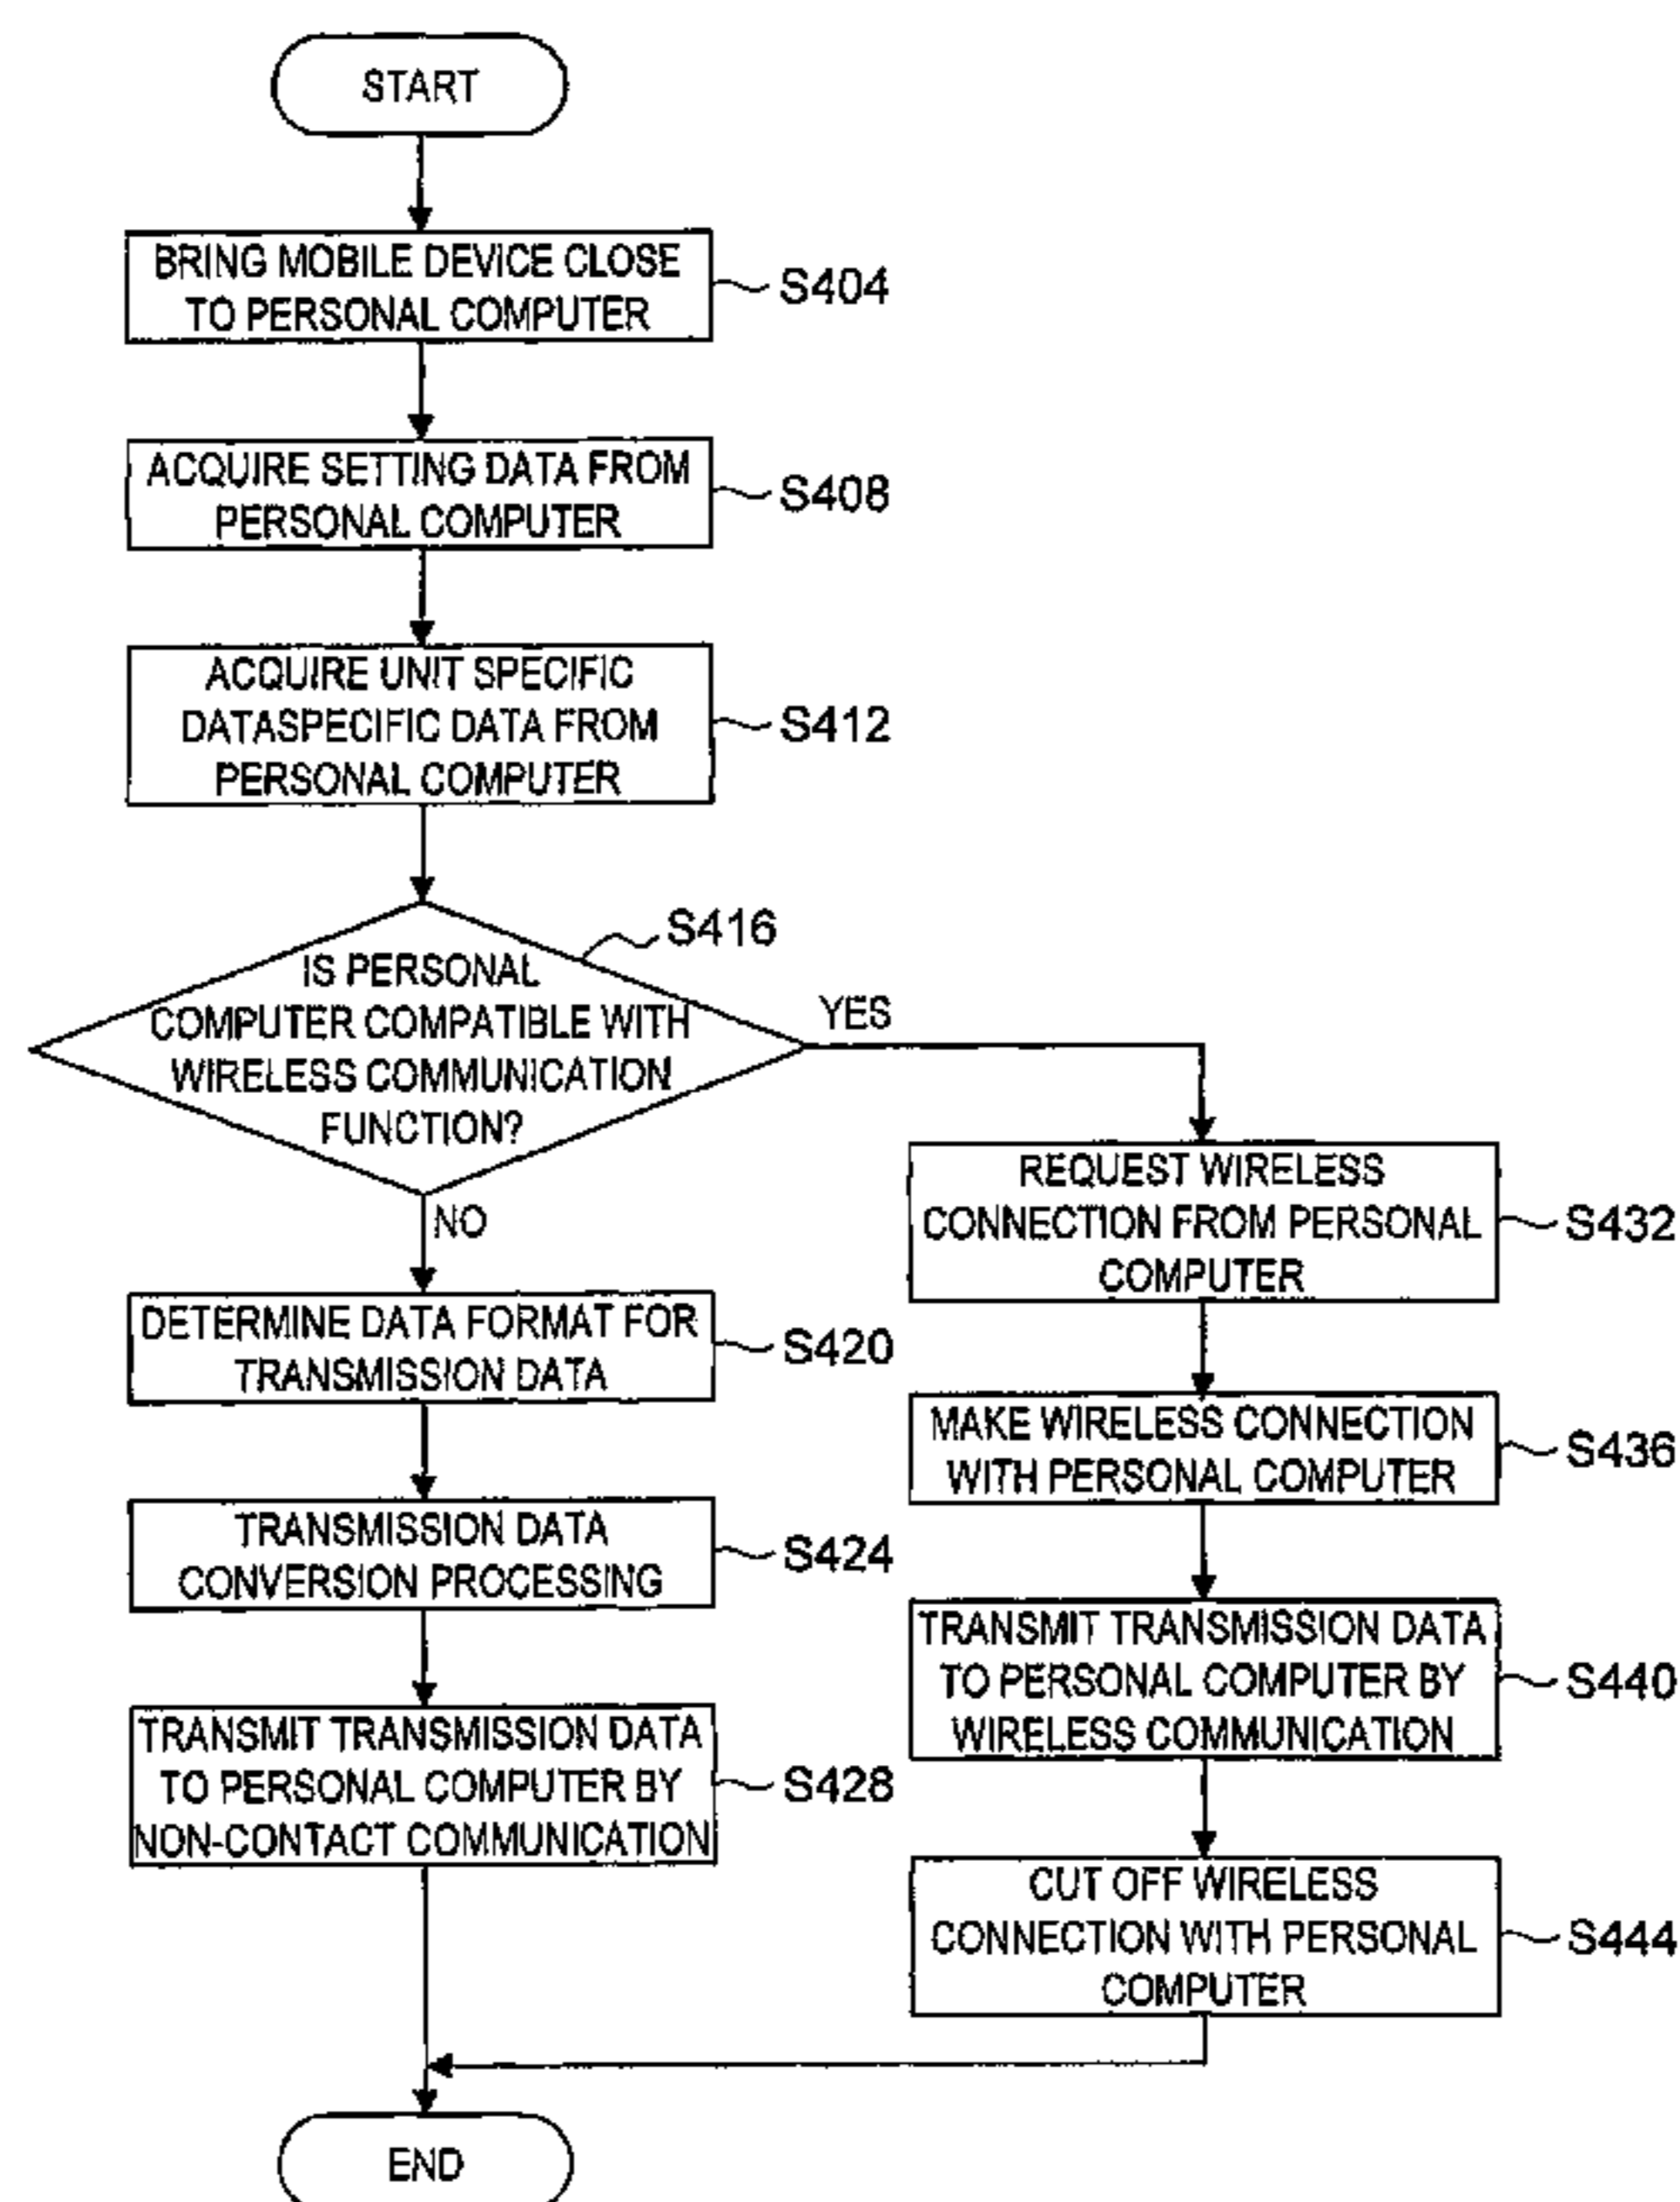 START
BRING MOBILE DEVICE CLOSE
TO PERSONAL COMPUTER
S404
ACQUIRE SETTING DATA FROM
PERSONAL COMPUTER
S408
ACQUIRE UNIT SPECIFIC
DATASPECIFIC DATA FROM
PERSONAL COMPUTER
S412
S416
IS PERSONAL
COMPUTER COMPATIBLE WITH
WIRELESS COMMUNICATION
FUNCTION?
YES
NO
DETERMINE DATA FORMAT FOR
TRANSMISSION DATA
S420
TRANSMISSION DATA
CONVERSION PROCESSING
S424
TRANSMIT TRANSMISSION DATA
TO PERSONAL COMPUTER BY
NON-CONTACT COMMUNICATION
S428
REQUEST WIRELESS
CONNECTION FROM PERSONAL
COMPUTER
S432
MAKE WIRELESS CONNECTION
WITH PERSONAL COMPUTER
S436
TRANSMIT TRANSMISSION DATA
TO PERSONAL COMPUTER BY
WIRELESS COMMUNICATION
S440
CUT OFF WIRELESS
CONNECTION WITH PERSONAL
COMPUTER
S444
END